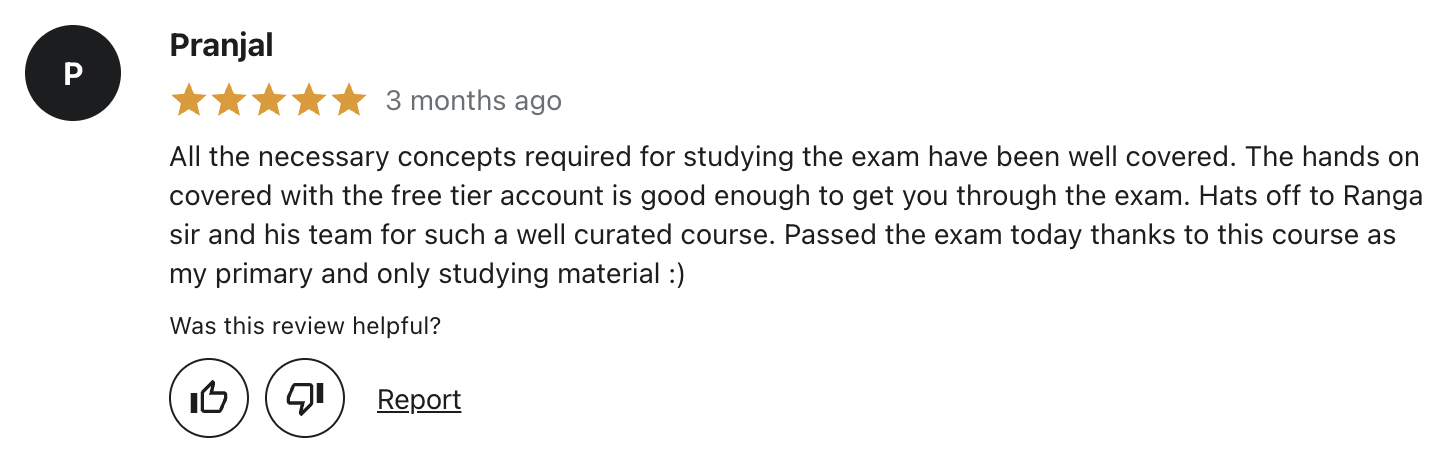 P
Pranjal
3 months ago
All the necessary concepts required for studying the exam have been well covered. The hands on
covered with the free tier account is good enough to get you through the exam. Hats off to Ranga
sir and his team for such a well curated course. Passed the exam today thanks to this course as
my primary and only studying material :)
Was this review helpful?
Report